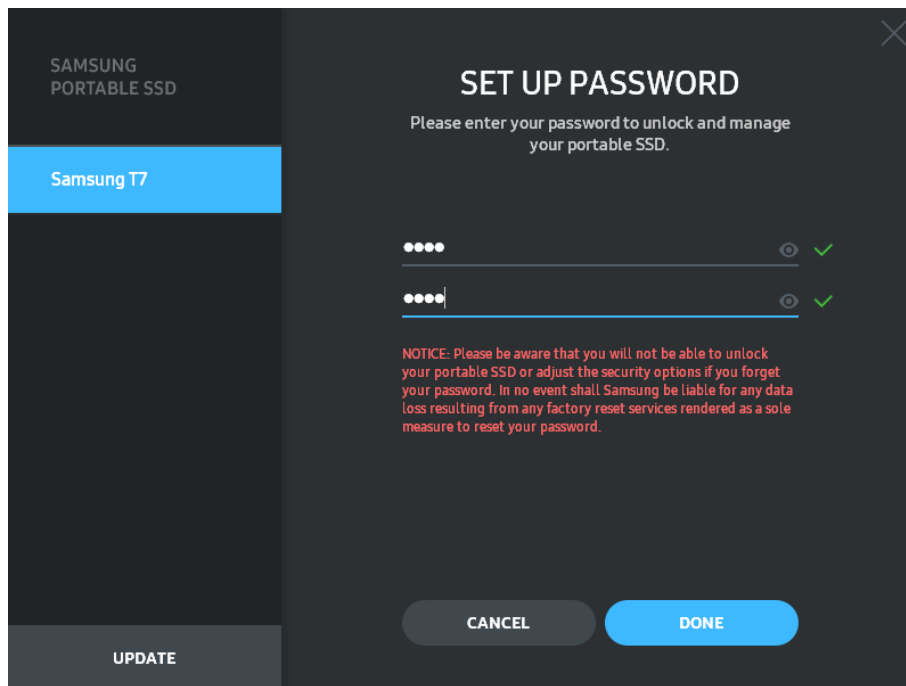 SAMSUNG
PORTABLE SSD
Samsung T7
UPDATE
SET UP PASSWORD
Please enter your password to unlock and manage
your portable SSD.
●●●●
●●●●
NOTICE: Please be aware that you will not be able to unlock
your portable SSD or adjust the security options if you forget
your password. In no event shall Samsung be liable for any data
loss resulting from any factory reset services rendered as a sole
measure to reset your password.
CANCEL
DONE